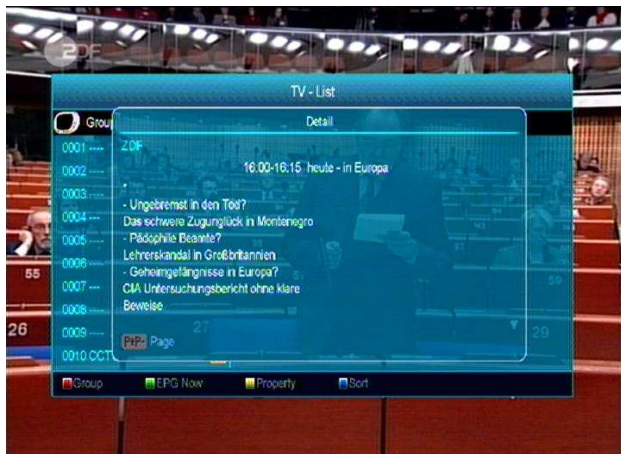 ZDF
TV - List
Group
Detail
0001 ----
ZDF
0002 ----
16:00-16:15 heute - in Europa
0003 ----
- Ungebremst in den Tod?
0004 ----
Das schwere Zugunglück in Montenegro
0005 ----
- Pädophile Beamte?
0006 ----
Lehrerskandal in Großbritannien
- Geheimgefängnisse in Europa?
0007 ----
CIA Untersuchungsbericht ohne klare
0008 ----
Beweise
0009 ----
P+P- Page
0010 CCT
Group
EPG Now
Property
Sort
55
59
26
27
29